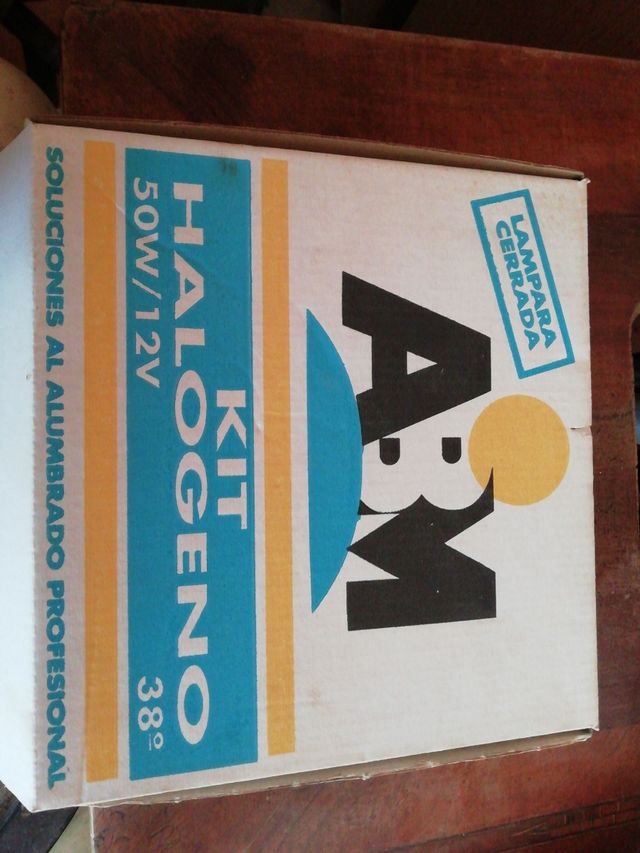 LAMPARA
CERRADA
ABM
KIT
HALOGENO
50W/12V
38º
SOLUCIONES AL ALUMBRADO PROFESIONAL